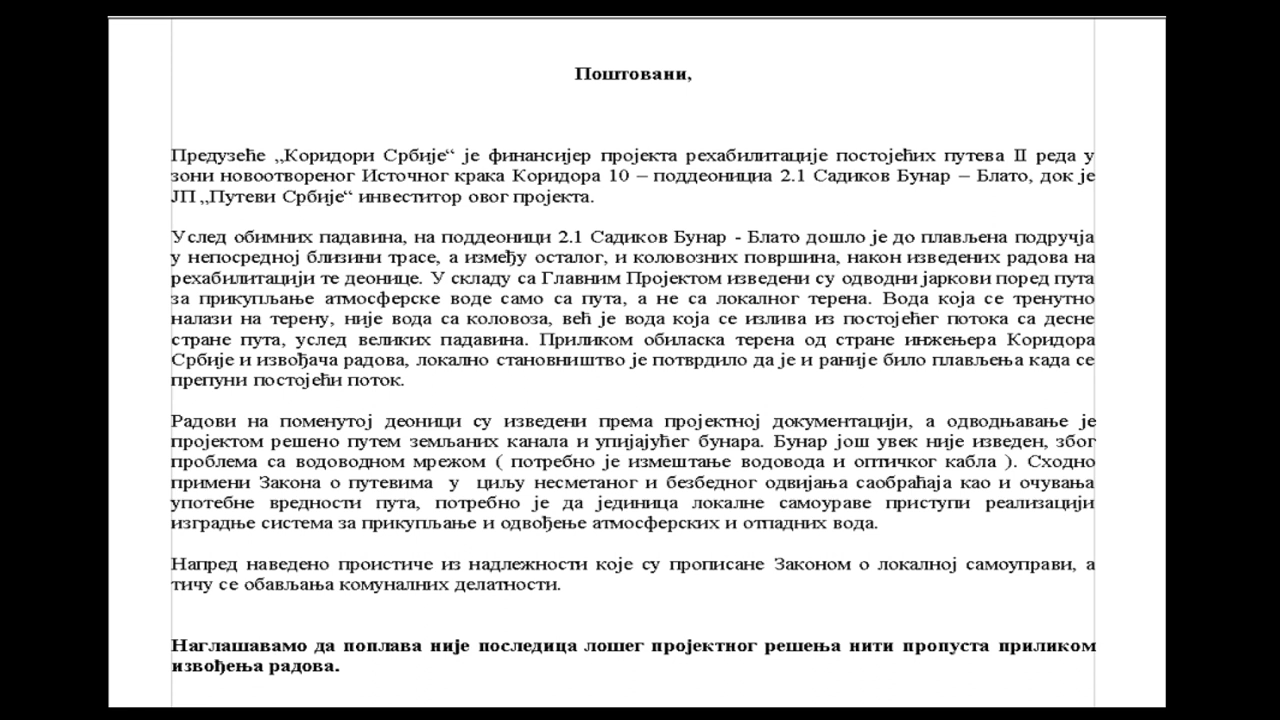 Поштовани,
Предузеће „Коридори Србије“ је финансијер пројекта рехабилитације постојећих путева II реда у
зони новоотвореног Источног крака Коридора 10 – поддеонициа 2.1 Садиков Бунар – Блато, док је
ЈП „Путеви Србије“ инвеститор овог пројекта.
Услед обимних падавина, на поддеоници 2.1 Садиков Бунар - Блато дошло је до плављена подручја
у непосредној близини трасе, а између осталог, и коловозних површина, након изведених радова на
рехабилитацији те деонице. У складу са Главним Пројектом изведени су одводни јаркови поред пута
за прикупљање атмосферске воде само са пута, а не са локалног терена. Вода која се тренутно
налази на терену, није вода са коловоза, већ је вода која се излива из постојећег потока са десне
стране пута, услед великих падавина. Приликом обиласка терена од стране инжењера Коридора
Србије и извођача радова, локално становништво је потврдило да је и раније било плављења када се
препуни постојећи поток.
Радови на поменутој деоници су изведени према пројектној документацији, а одводњавање је
пројектом решено путем земљаних канала и упијајућег бунара. Бунар још увек није изведен, због
проблема са водоводном мрежом ( потребно је измештање водовода и оптичког кабла ). Сходно
примени Закона о путевима у циљу несметаног и безбедног одвијања саобраћаја као и очувања
употебне вредности пута, потребно је да јединица локалне самоураве приступи реализацији
изградње система за прикупљање и одвођење атмосферских и отпадних вода.
Напред наведено проистиче из надлежности које су прописане Законом о локалној самоуправи, а
тичу се обављања комуналних делатности.
Наглашавамо да поплава није последица лошег пројектног решења нити пропуста приликом
извођења радова.